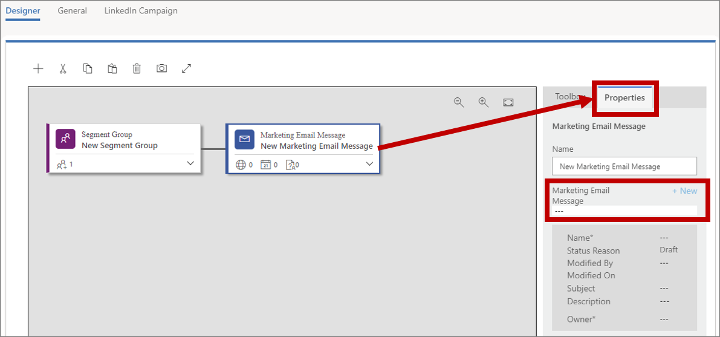 Designer General LinkedIn Campaign
Toolbox Properties
Segment Group
New Segment Group
1
Marketing Email Message
New Marketing Email Message
0 0 0
Marketing Email Message
Name
New Marketing Email Message
Marketing Email + New
Message
---
Name* ---
Status Reason Draft
Modified By ---
Modified On
Subject ---
Description ---
Owner* ---